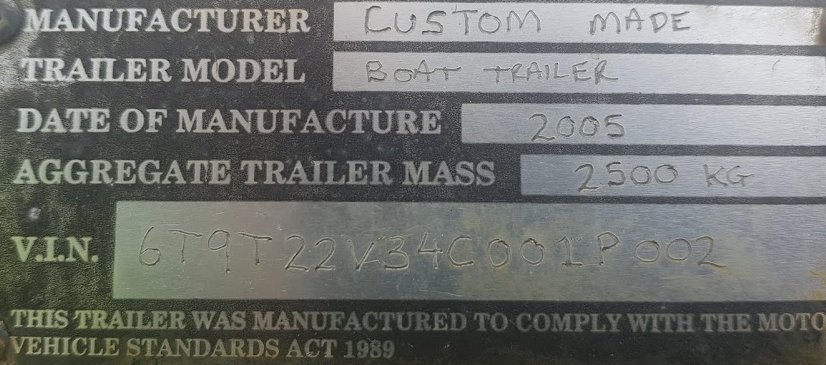 MANUFACTURER CUSTOM MADE
TRAILER MODEL BOAT TRAILER
DATE OF MANUFACTURE 2005
AGGREGATE TRAILER MASS 2500 KG
V.I.N. 6T9T22V34C001P002
THIS TRAILER WAS MANUFACTURED TO COMPLY WITH THE MOTO
VEHICLE STANDARDS ACT 1989